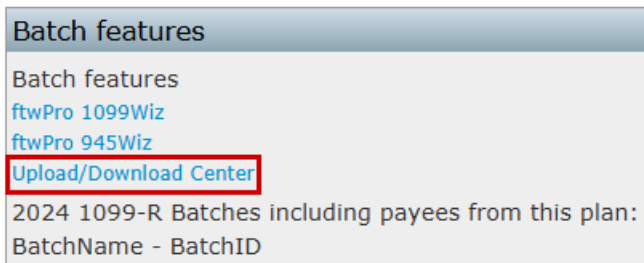 Batch features
Batch features
ftwPro 1099Wiz
ftwPro 945Wiz
Upload/Download Center
2024 1099-R Batches including payees from this plan:
BatchName - BatchID